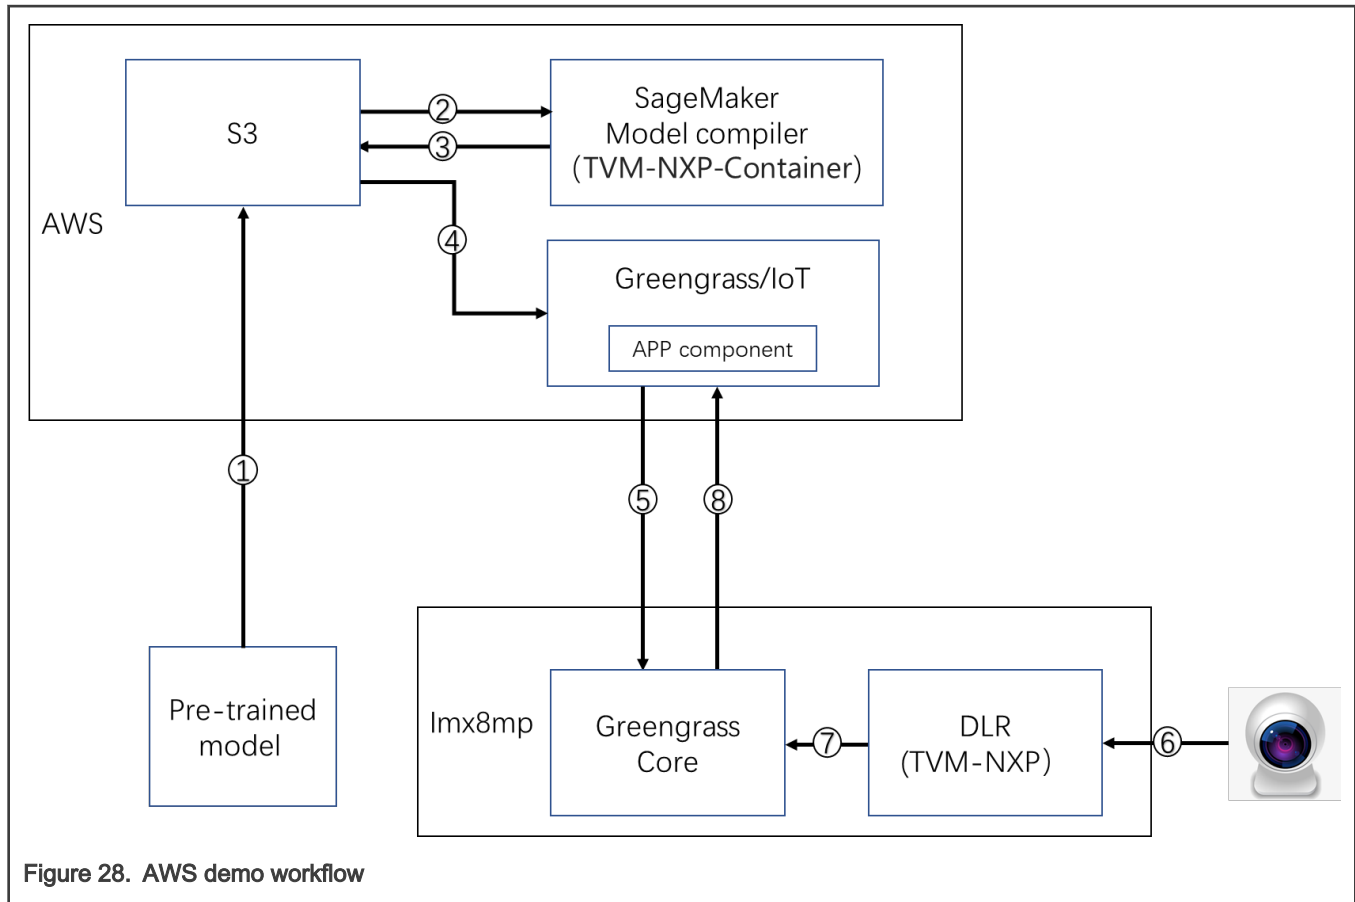 S3
②
③
SageMaker
Model compiler
(TVM-NXP-Container)
AWS
④
Greengrass/IoT
APP component
①
⑤
⑧
Pre-trained
model
Imx8mp
Greengrass
Core
⑦
DLR
(TVM-NXP)
⑥
Figure 28. AWS demo workflow